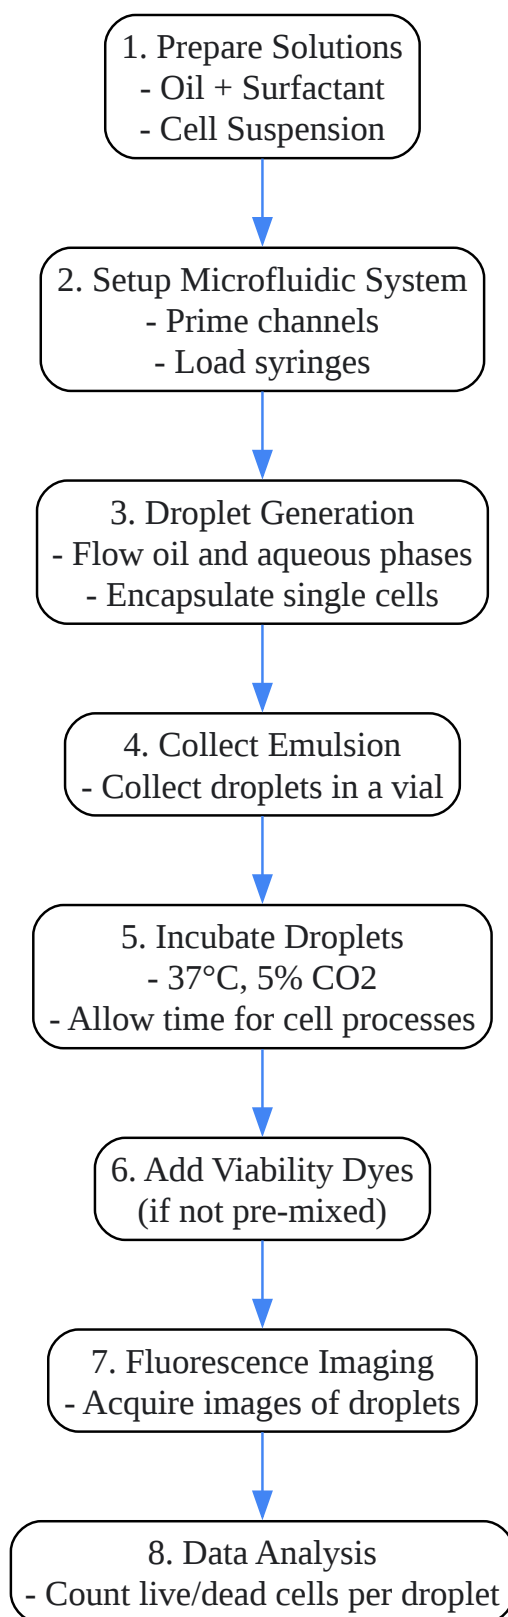 1. Prepare Solutions
- Oil + Surfactant
- Cell Suspension
2. Setup Microfluidic System
- Prime channels
- Load syringes
3. Droplet Generation
- Flow oil and aqueous phases
- Encapsulate single cells
4. Collect Emulsion
- Collect droplets in a vial
5. Incubate Droplets
- 37°C, 5% CO2
- Allow time for cell processes
6. Add Viability Dyes
(if not pre-mixed)
7. Fluorescence Imaging
- Acquire images of droplets
8. Data Analysis
- Count live/dead cells per droplet